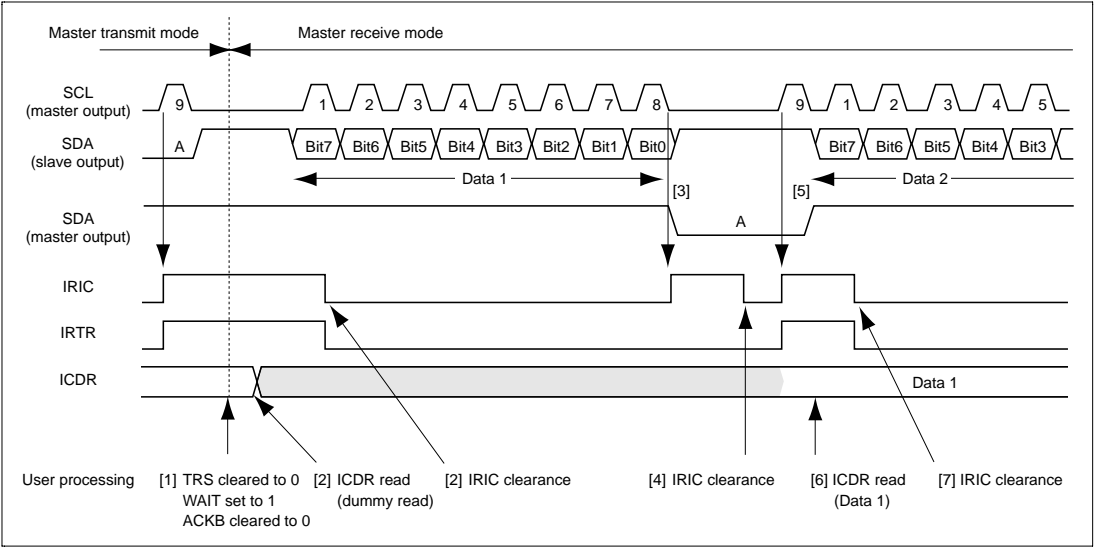 Master transmit mode Master receive mode
SCL
(master output)
9 1 2 3 4 5 6 7 8 9 1 2 3 4 5
SDA
(slave output)
A Bit7 Bit6 Bit5 Bit4 Bit3 Bit2 Bit1 Bit0 Bit7 Bit6 Bit5 Bit4 Bit3
Data 1 [3] [5] Data 2
SDA
(master output)
A
IRIC
IRTR
ICDR Data 1
User processing [1] TRS cleared to 0 [2] ICDR read [2] IRIC clearance [4] IRIC clearance [6] ICDR read [7] IRIC clearance
WAIT set to 1 (dummy read) (Data 1)
ACKB cleared to 0